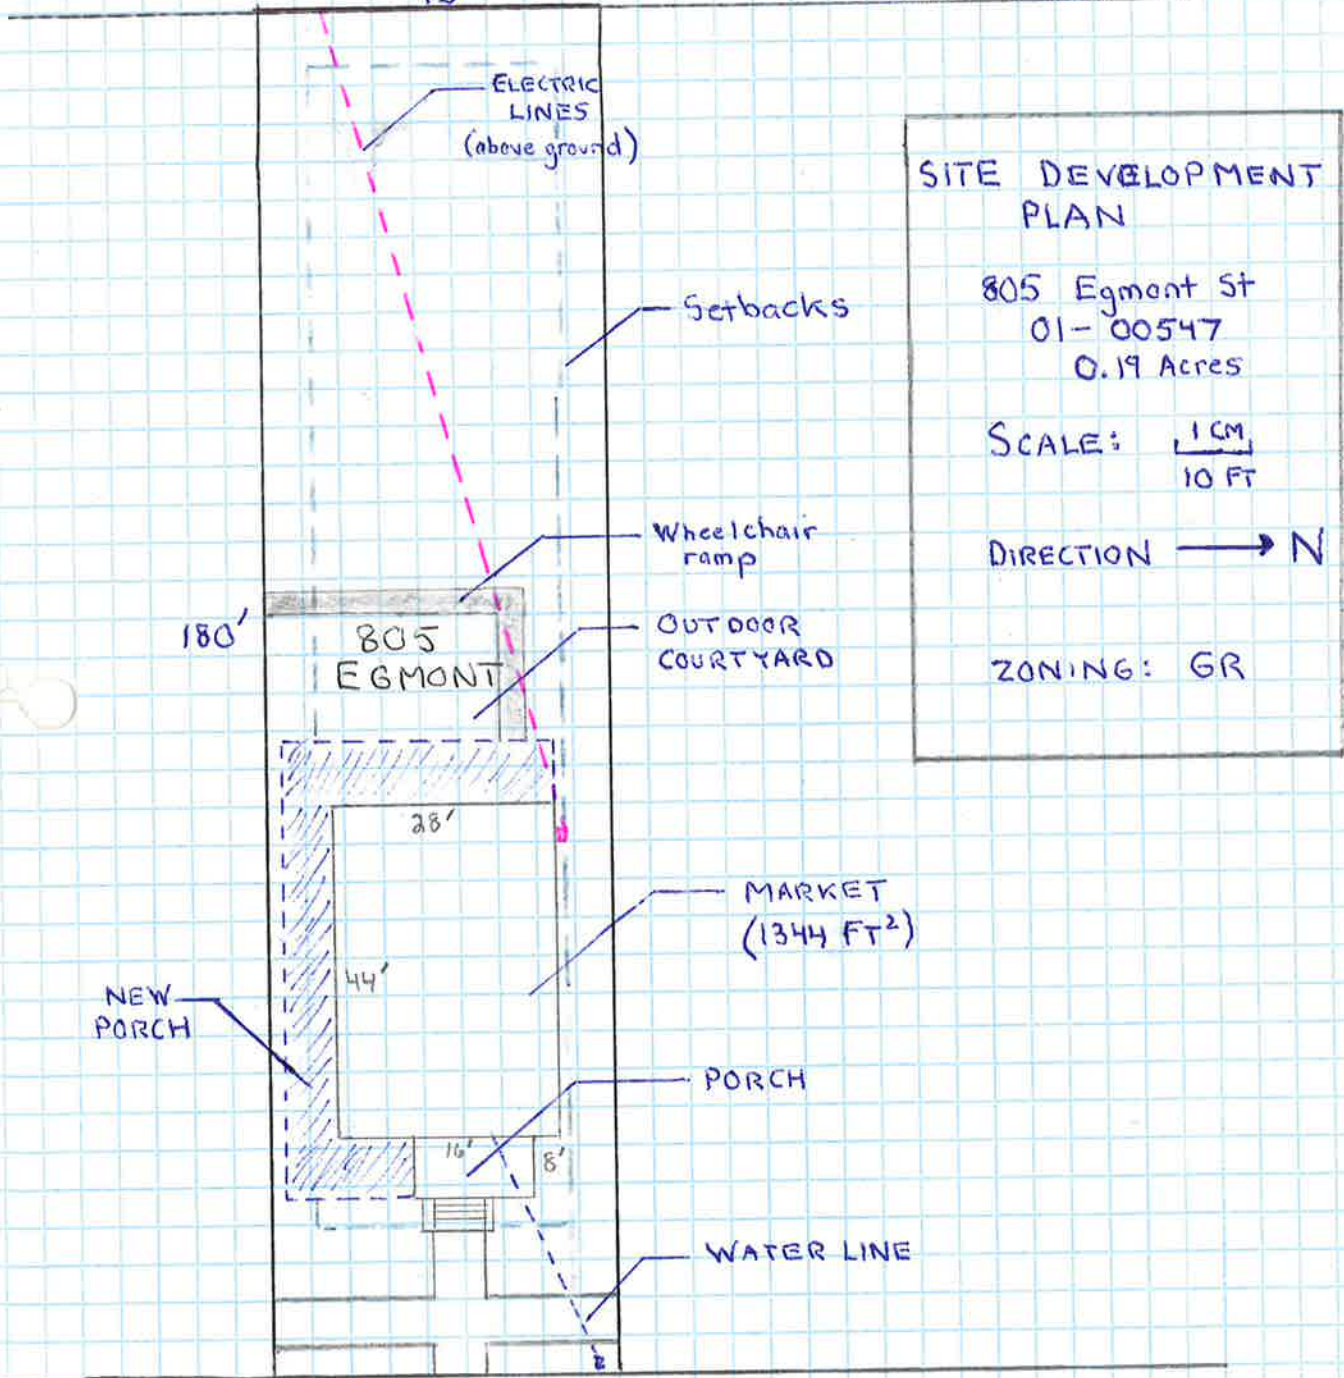 ELECTRIC
LINES
(above ground)
SITE DEVELOPMENT
PLAN
805 Egmont St
01-00547
0.19 Acres
SCALE: 1 CM
10 FT
DIRECTION → N
ZONING: GR
Setbacks
Wheelchair
ramp
180'
805
EGMONT
OUTDOOR
COURTYARD
28'
MARKET
(1344 FT²)
44'
NEW
PORCH
PORCH
16'
8'
WATER LINE